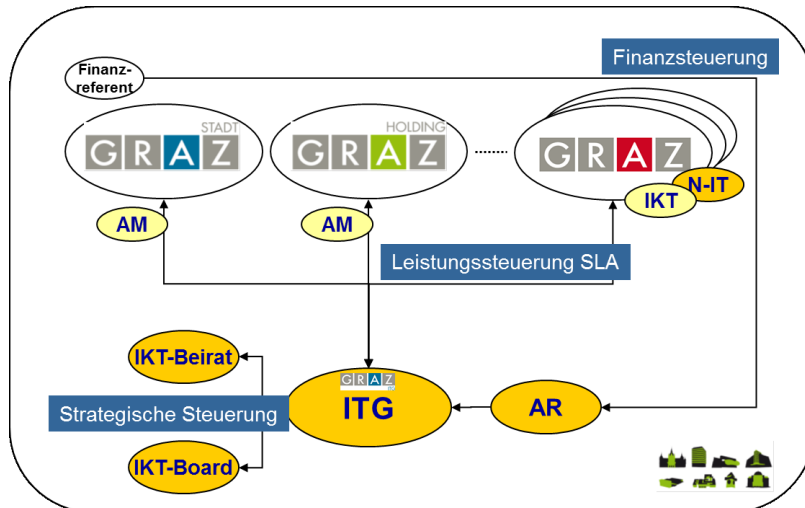 Finanzsteuerung
Finanz-
referent
STADT
GRAZ
HOLDING
GRAZ
........
GRAZ
N-IT
IKT
AM
AM
Leistungssteuerung SLA
IKT-Beirat
GRAZ
ITG
AR
Strategische Steuerung
IKT-Board